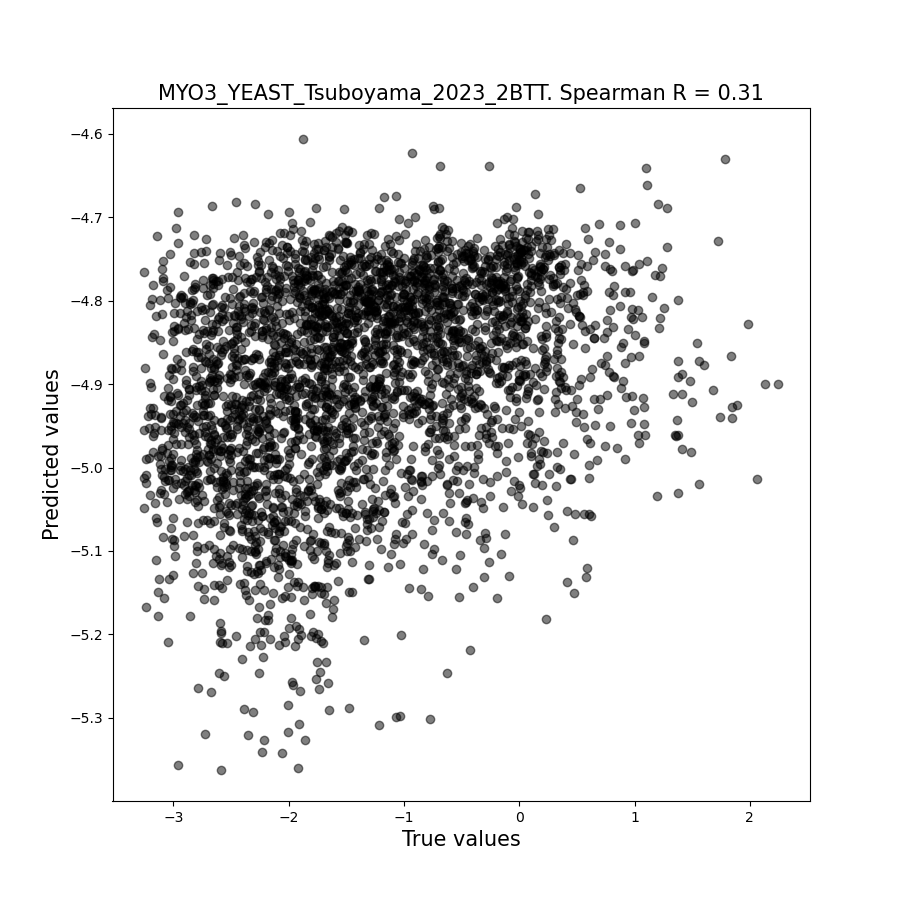 MYO3_YEAST_Tsuboyama_2023_2BTT. Spearman R = 0.31
Predicted values
−4.6
−4.7
−4.8
−4.9
−5.0
−5.1
−5.2
−5.3
−3 −2 −1 0 1 2
True values